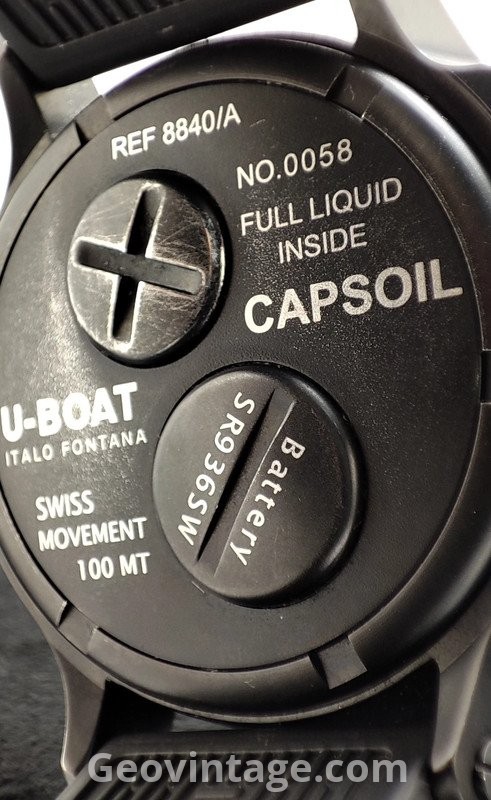 REF 8840/A
NO.0058
FULL LIQUID
INSIDE
CAPSOIL
U-BOAT
ITALO FONTANA
SWISS
MOVEMENT
100 MT
Battery
SR936SW
Geovintage.com